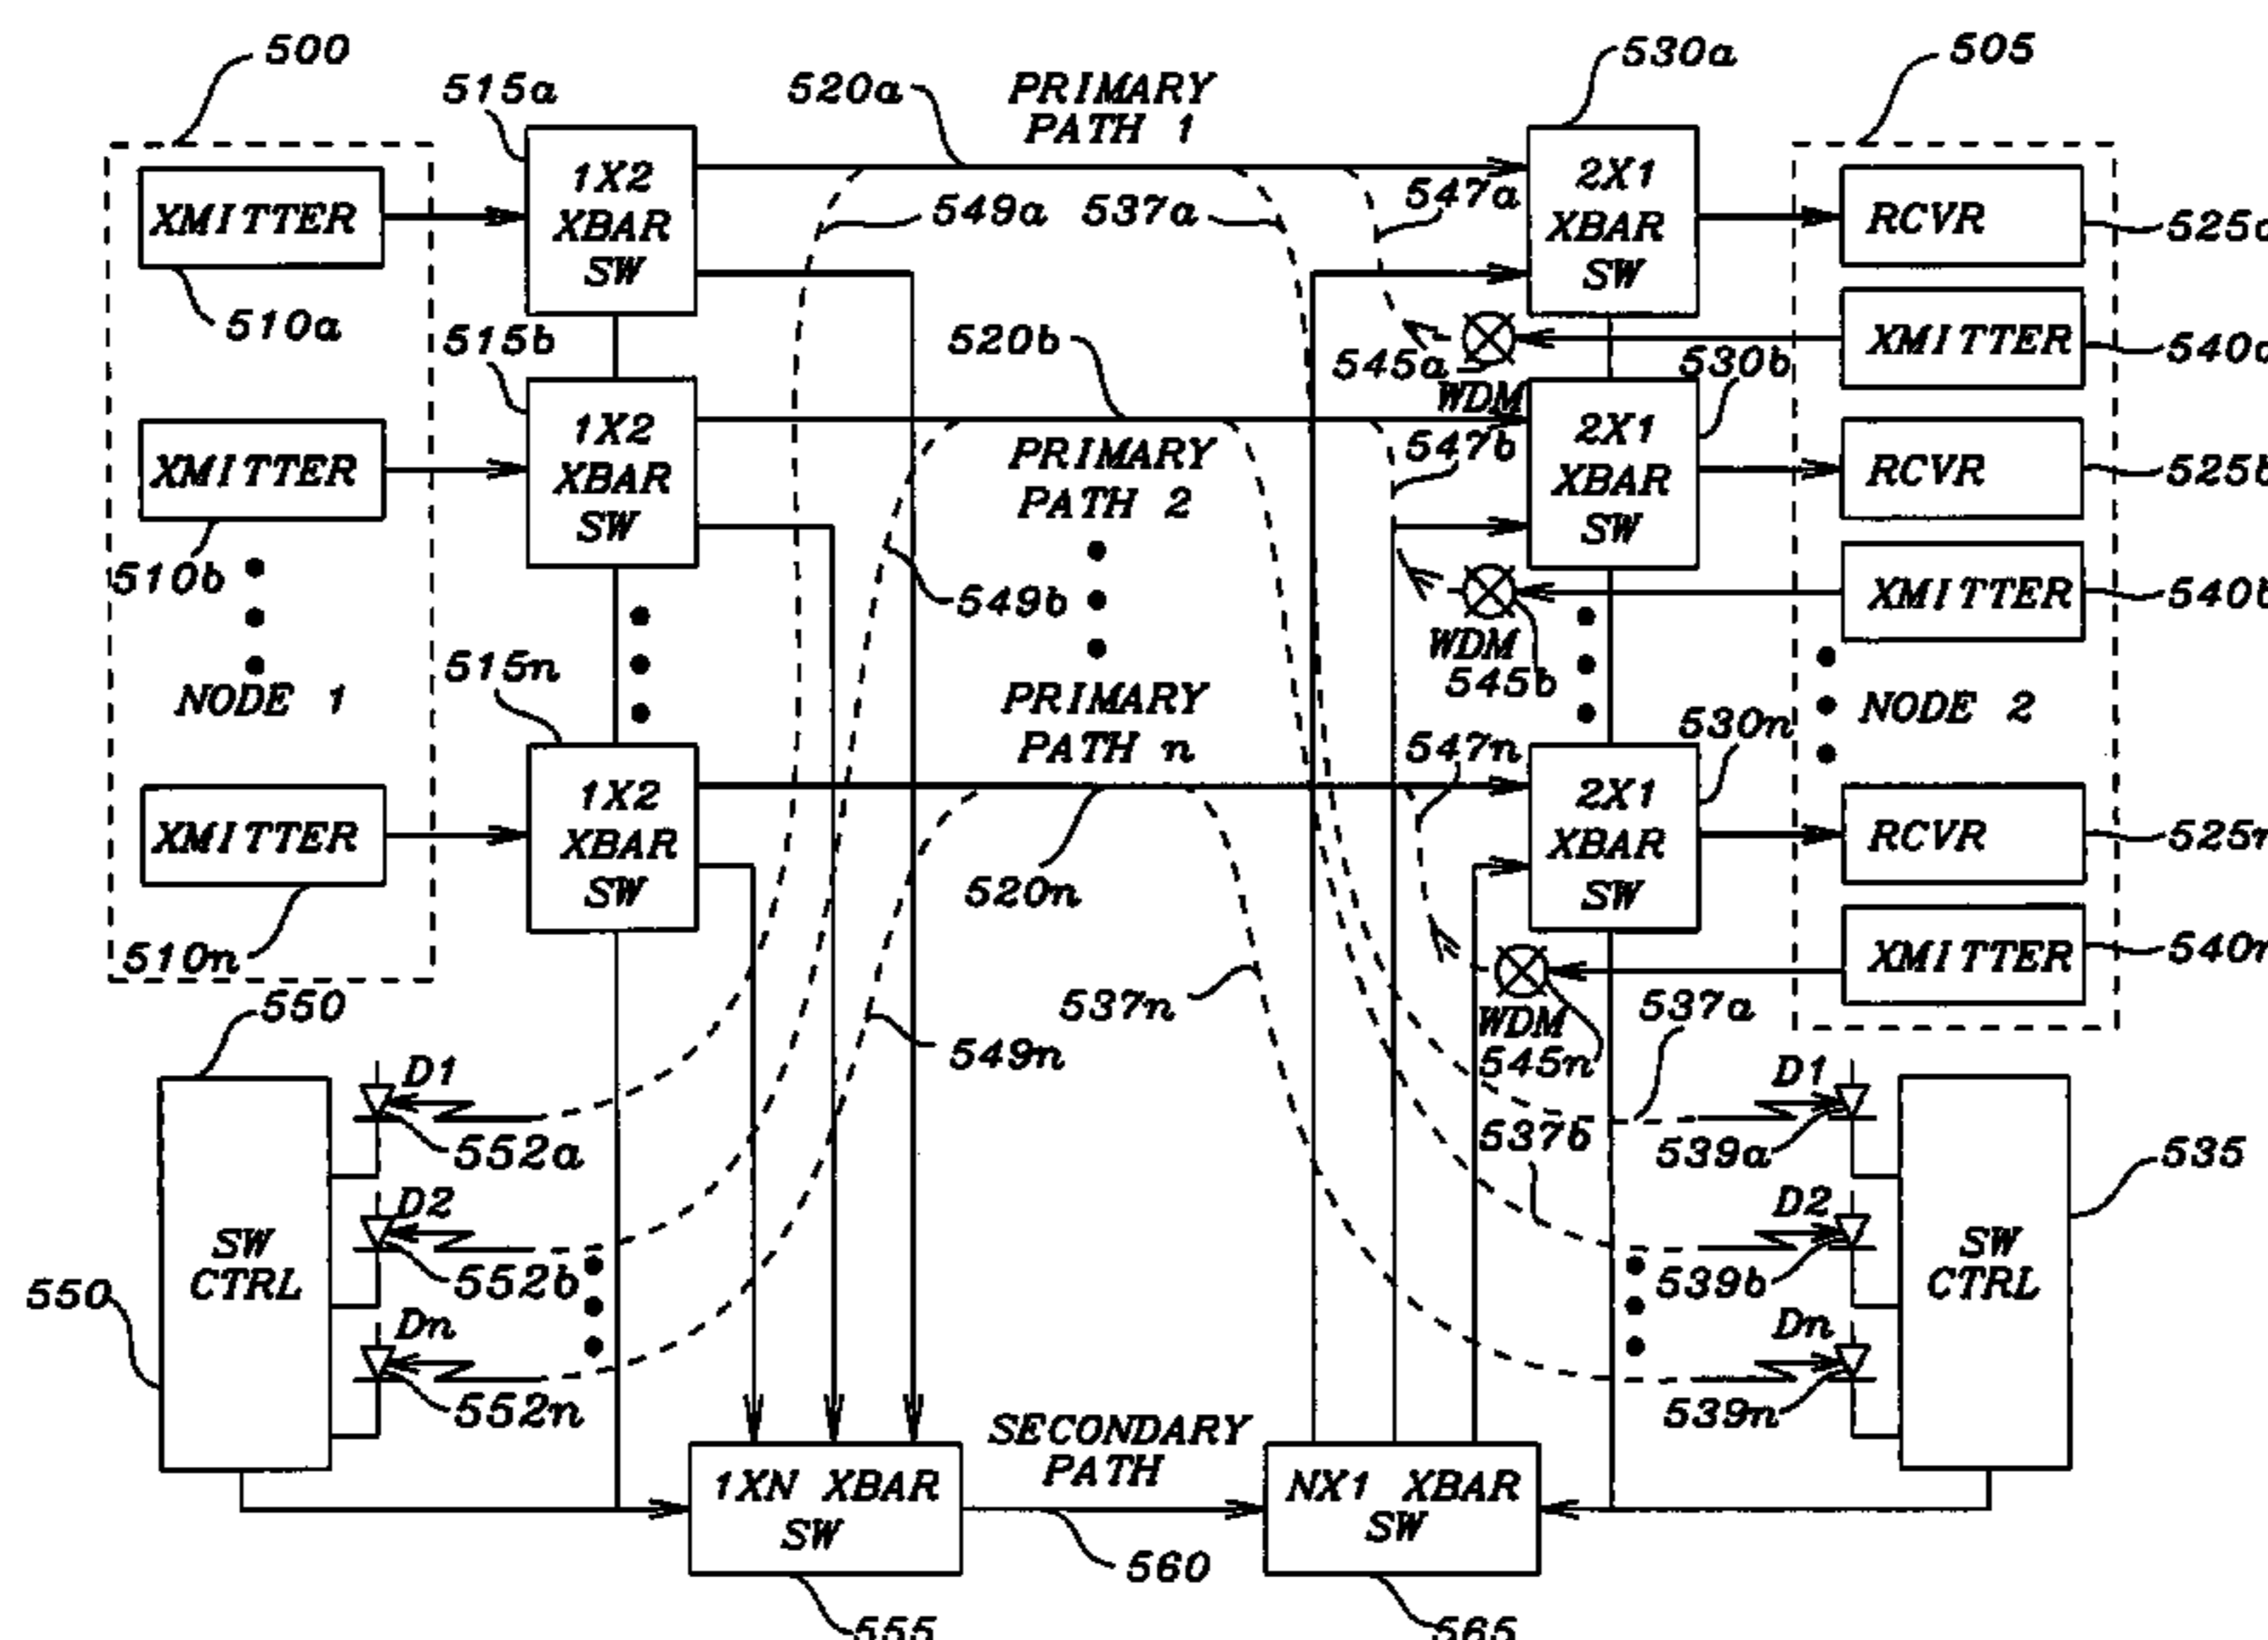 500
515a
520a
PRIMARY
PATH 1
530a
505
XMITTER
1X2
XBAR
SW
549a
537a
547a
2X1
XBAR
SW
RCVR
510a
515b
520b
545a
WDM
530b
XMITTER
XMITTER
1X2
XBAR
SW
PRIMARY
PATH 2
547b
2X1
XBAR
SW
RCVR
510b
549b
WDM
545b
XMITTER
NODE 1
515n
PRIMARY
PATH n
547n
530n
NODE 2
XMITTER
1X2
XBAR
SW
520n
2X1
XBAR
SW
RCVR
510n
537n
WDM
545n
XMITTER
537a
550
549n
D1
552a
537b
D1
539a
535
D2
552b
D2
539b
SW
CTRL
SW
CTRL
550
Dn
552n
Dn
539n
SECONDARY
PATH
1XN XBAR
SW
NX1 XBAR
SW
560
555
565